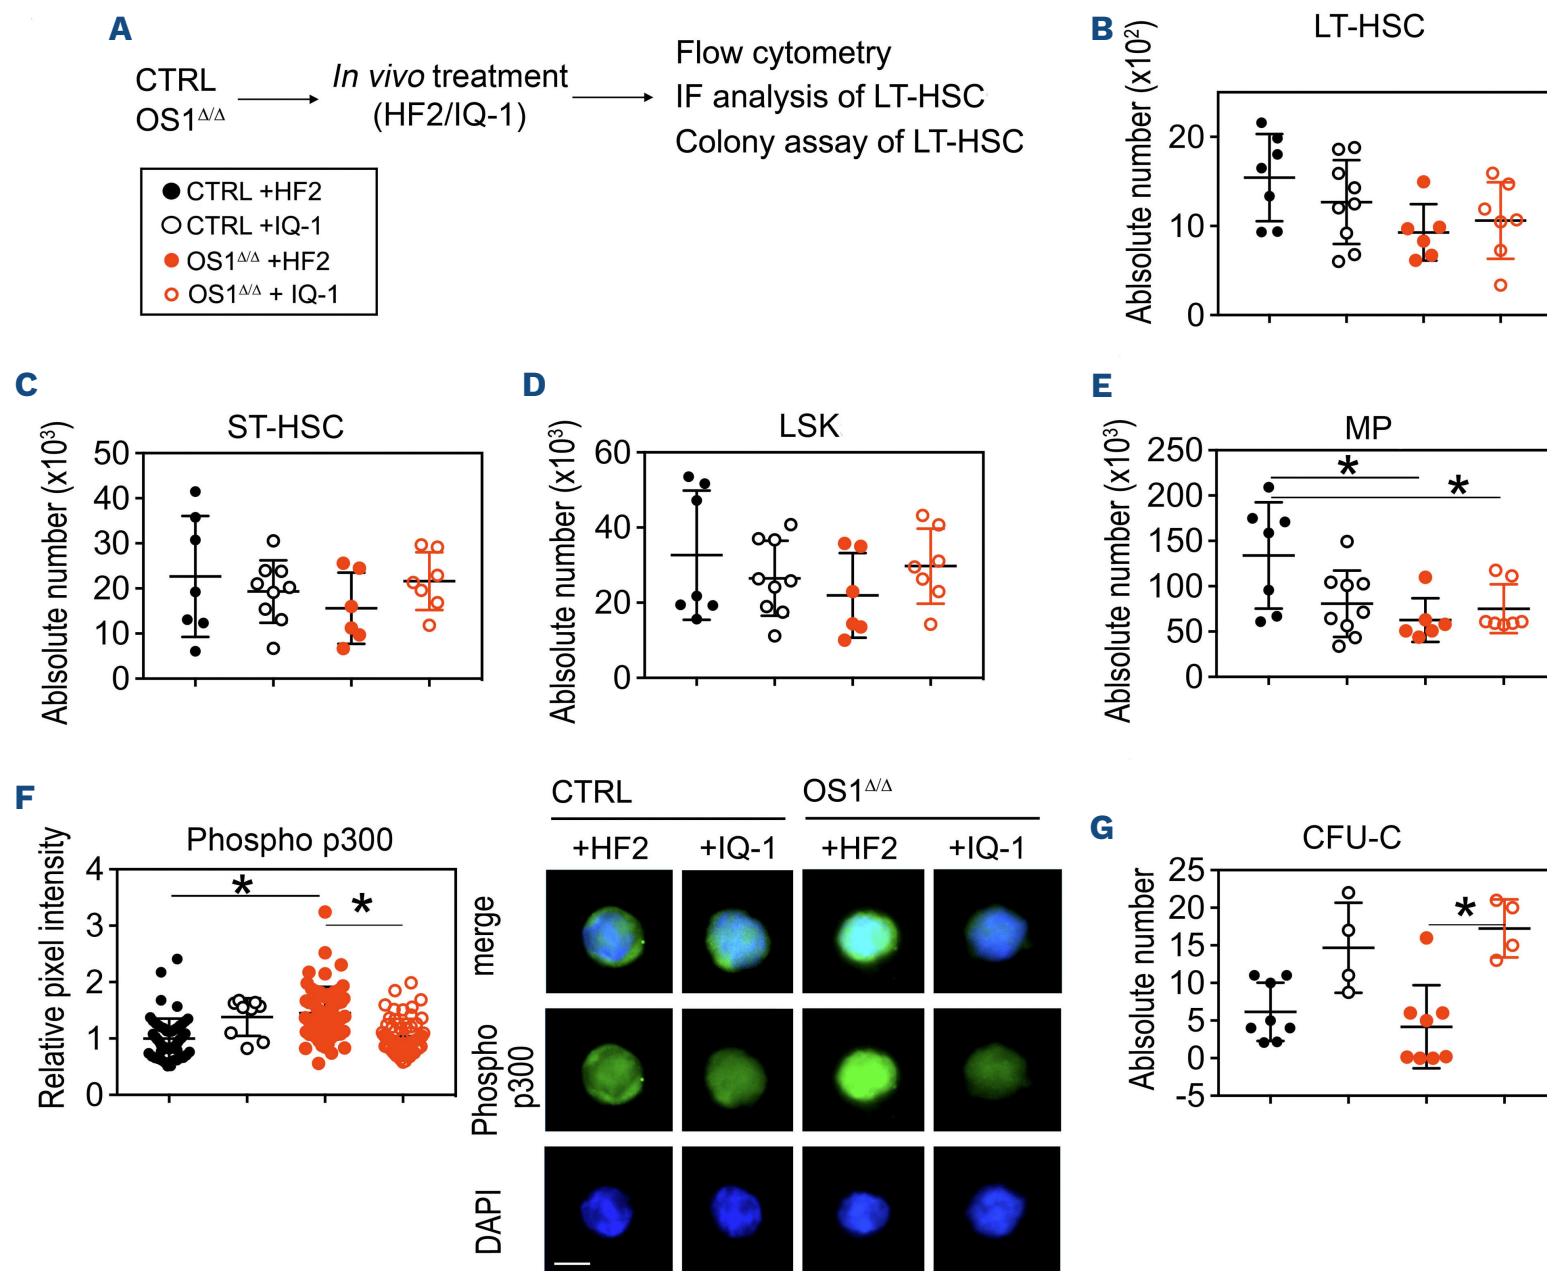 A
CTRL
OS1Δ/Δ
In vivo treatment
(HF2/IQ-1)
Flow cytometry
IF analysis of LT-HSC
Colony assay of LT-HSC
CTRL +HF2
CTRL +IQ-1
OS1Δ/Δ +HF2
OS1Δ/Δ + IQ-1
B
LT-HSC
Ablsolute number (x10²)
20
10
0
C
ST-HSC
Ablsolute number (x10³)
50
40
30
20
10
0
D
LSK
Ablsolute number (x10³)
60
40
20
0
E
MP
Ablsolute number (x10³)
250
200
150
100
50
0
*
*
F
Phospho p300
Relative pixel intensity
4
3
2
1
0
*
*
CTRL
OS1Δ/Δ
+HF2
+IQ-1
+HF2
+IQ-1
merge
Phospho
p300
DAPI
G
CFU-C
Ablsolute number
25
20
15
10
5
0
-5
*